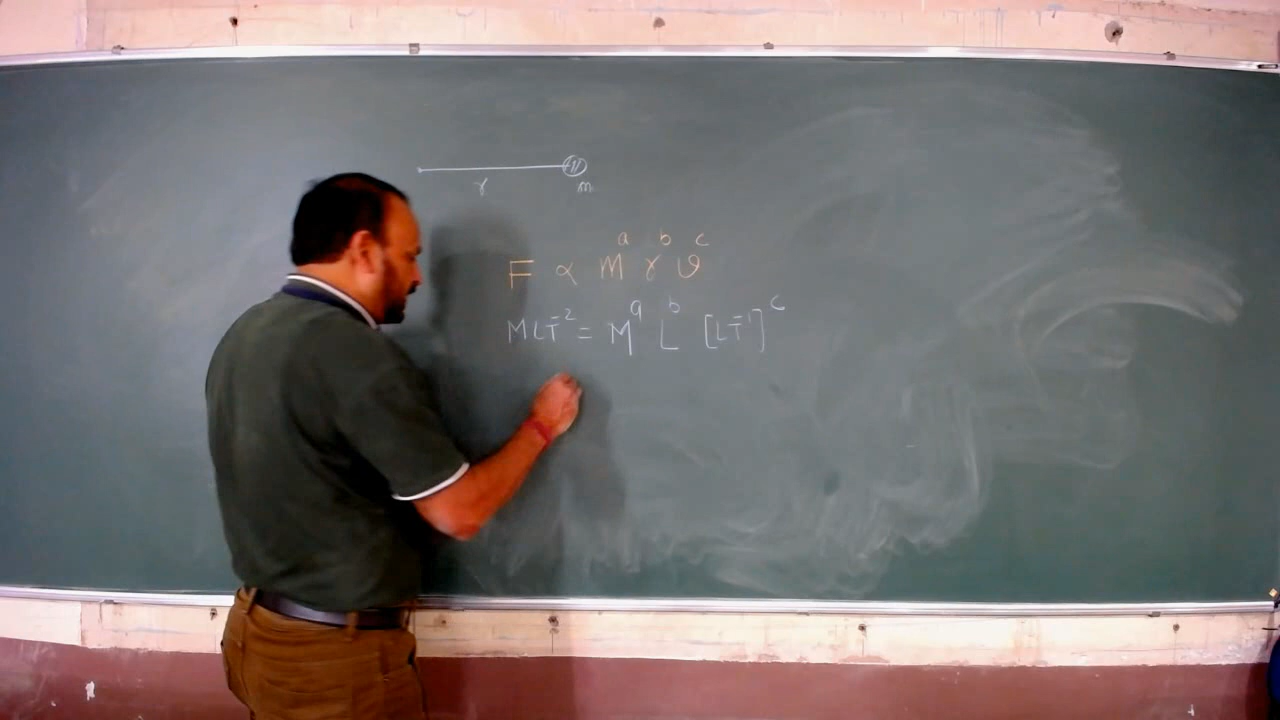 r m
F ∝ m^a r^b v^c
MLT^-2 = M^a L^b [LT^-1]^c